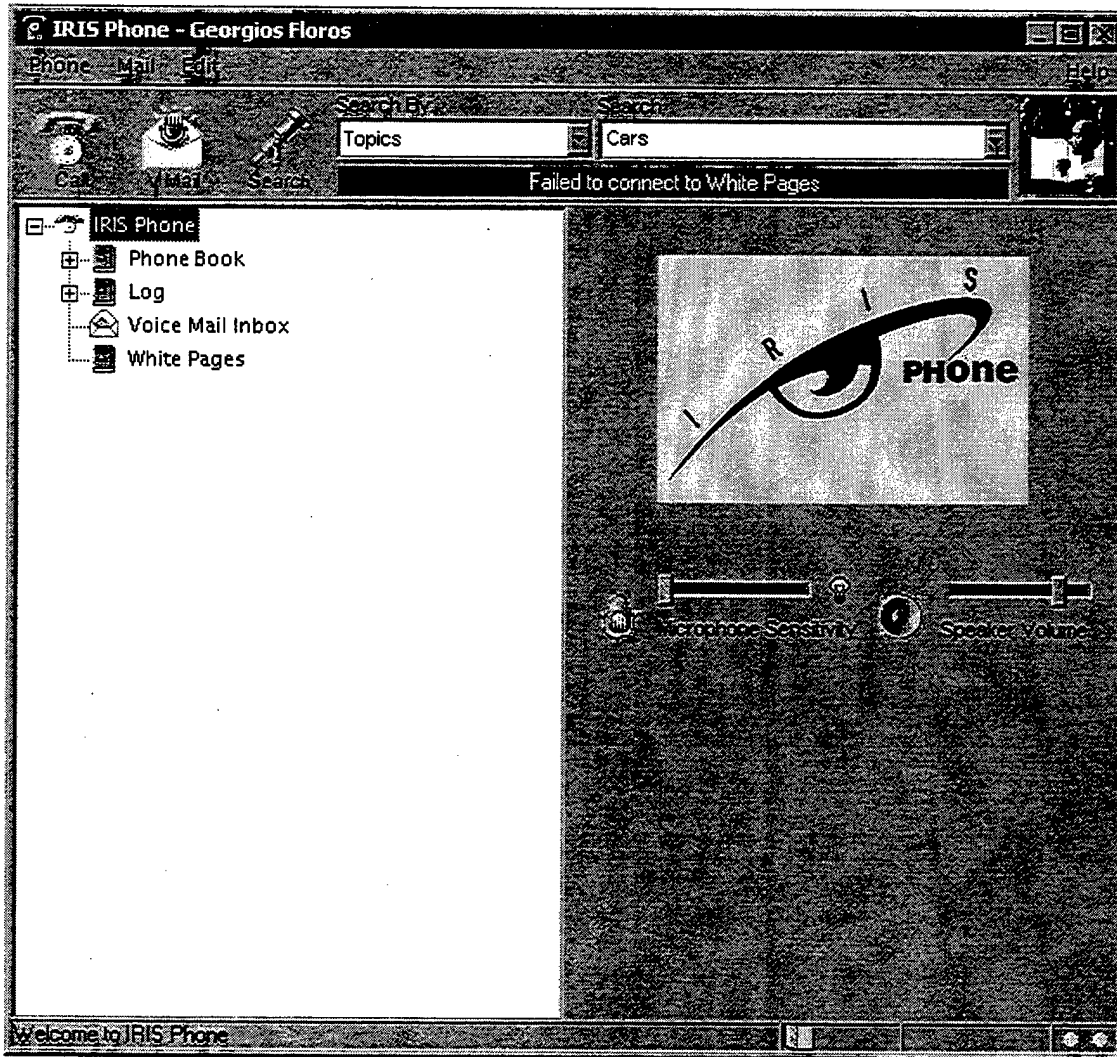 IRIS Phone - Georgios Floros
Phone Mail Edit Help
Search By Search
Topics Cars
Call VMail Search
Failed to connect to White Pages
IRIS Phone
Phone Book
Log
Voice Mail Inbox
White Pages
I R I S
PHone
Microphone Sensitivity Speaker Volume
Welcome to IRIS Phone